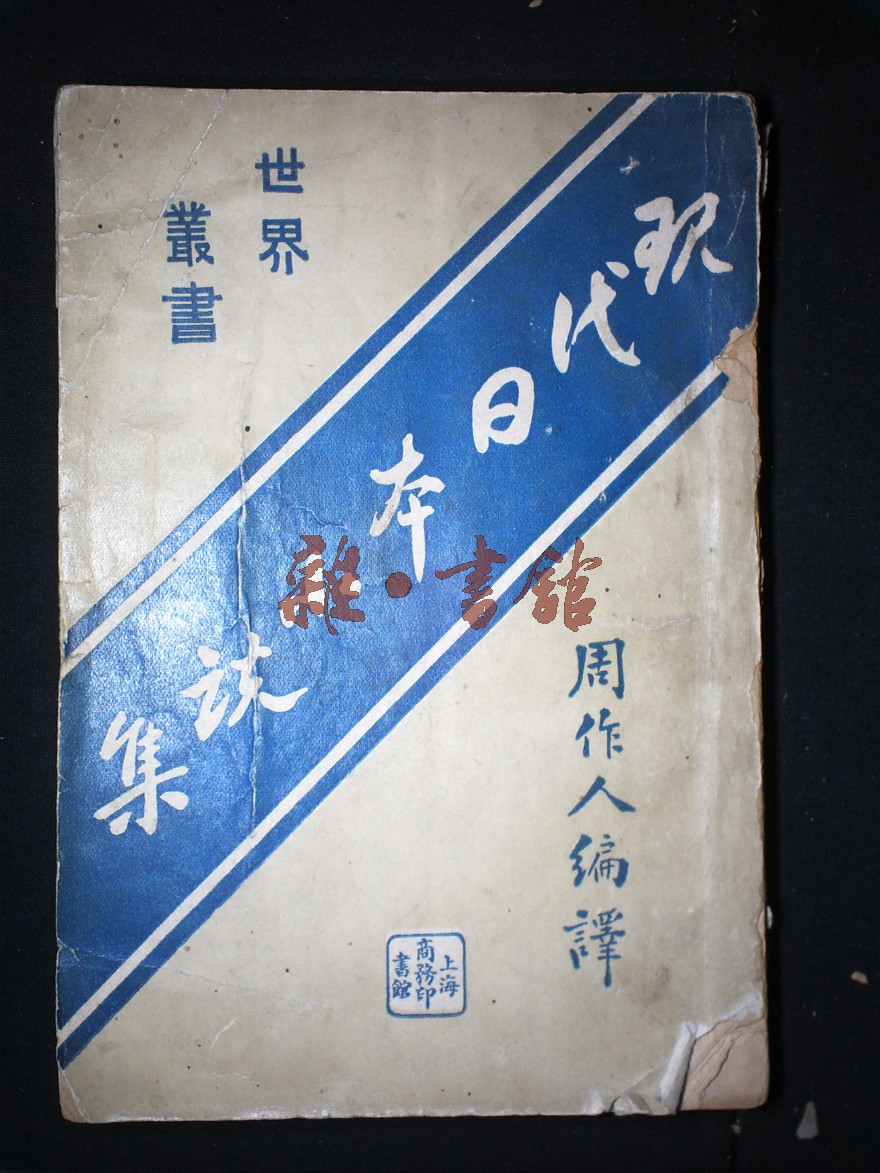 世界
叢書
現代日本小説集
周作人編譯
上海
商務印
書館
雜·書館